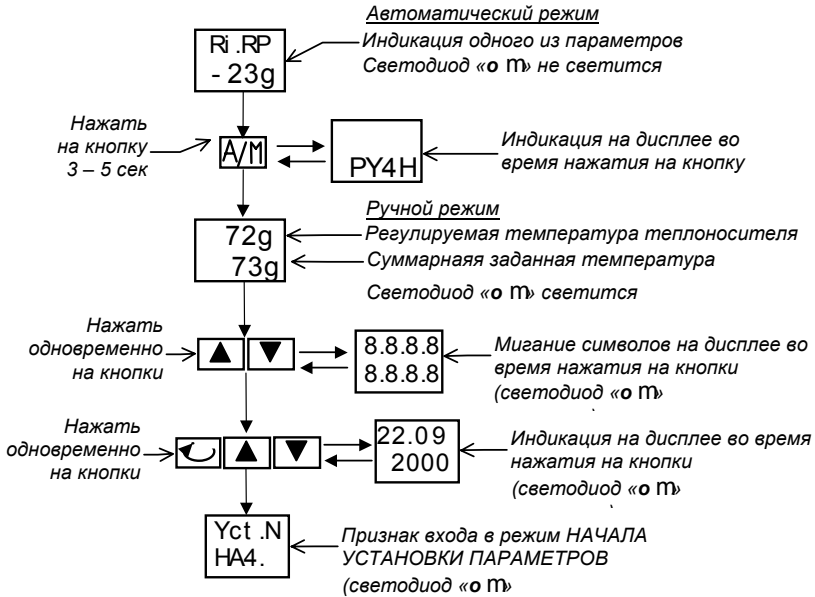 Автоматический режим
Ri .RP
- 23g
Индикация одного из параметров
Светодиод «o m» не светится
Нажать
на кнопку
3 – 5 сек
A/M
PY4H
Индикация на дисплее во
время нажатия на кнопку
Ручной режим
72g
73g
Регулируемая температура теплоносителя
Суммарнаяя заданная температура
Светодиод «o m» светится
Нажать
одновременно
на кнопки
▲ ▼
8.8.8.8
8.8.8.8
Мигание символов на дисплее во
время нажатия на кнопки
(светодиод «o m»
Нажать
одновременно
на кнопки
▲ ▼
22.09
2000
Индикация на дисплее во время
нажатия на кнопки
(светодиод «o m»
Yct .N
HA4.
Признак входа в режим НАЧАЛА
УСТАНОВКИ ПАРАМЕТРОВ
(светодиод «o m»